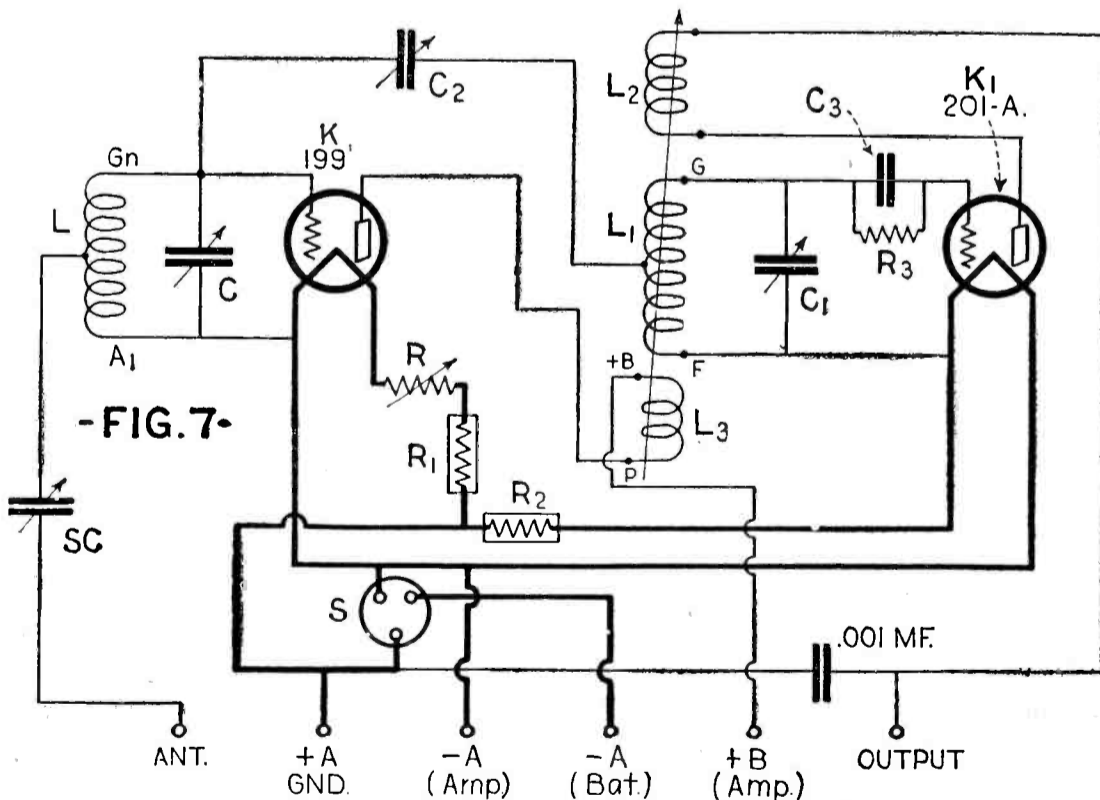 C2
L2
K1
201-A.
C3
K
199'
Gn
G
L
L1
R3
C
C1
A1
R
+B
F
-FIG.7-
L3
R1
P
R2
SC
S
.001 MF.
ANT.
+A
GND.
-A
(Amp)
-A
(Bat.)
+B
(Amp.)
OUTPUT